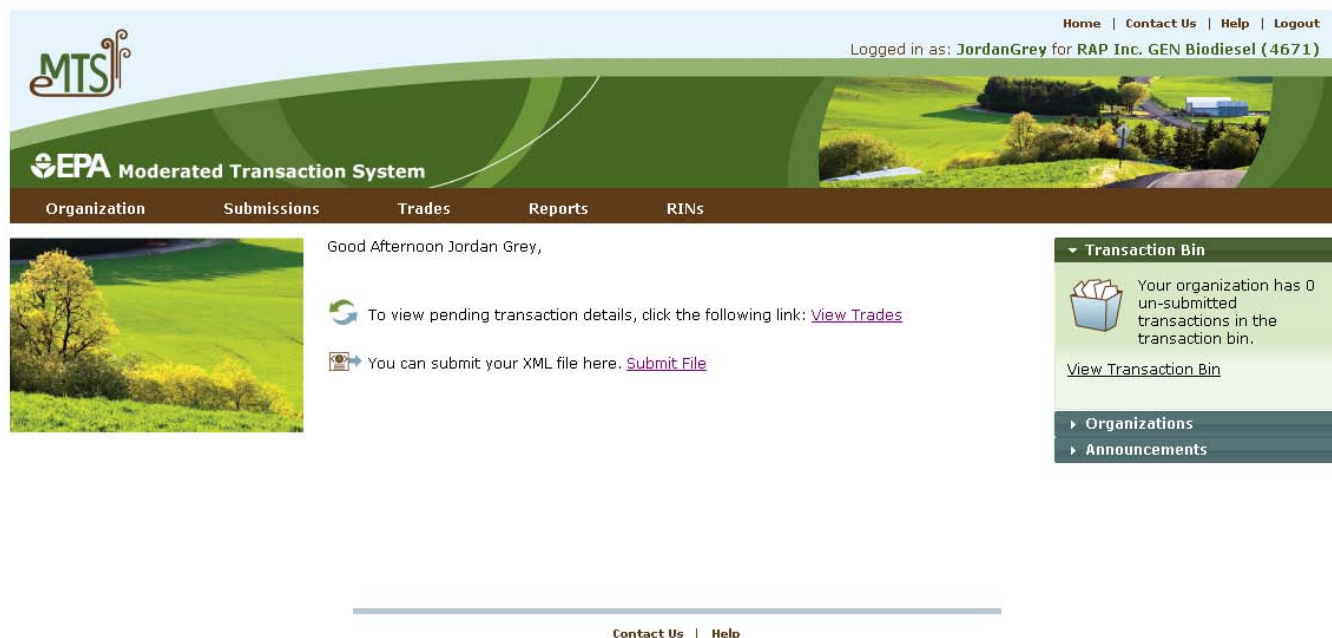 Home | Contact Us | Help | Logout
Logged in as: JordanGrey for RAP Inc. GEN Biodiesel (4671)
eMTS
EPA Moderated Transaction System
Organization Submissions Trades Reports RINs
Good Afternoon Jordan Grey,
To view pending transaction details, click the following link: View Trades
You can submit your XML file here. Submit File
Transaction Bin
Your organization has 0
un-submitted
transactions in the
transaction bin.
View Transaction Bin
Organizations
Announcements
Contact Us | Help